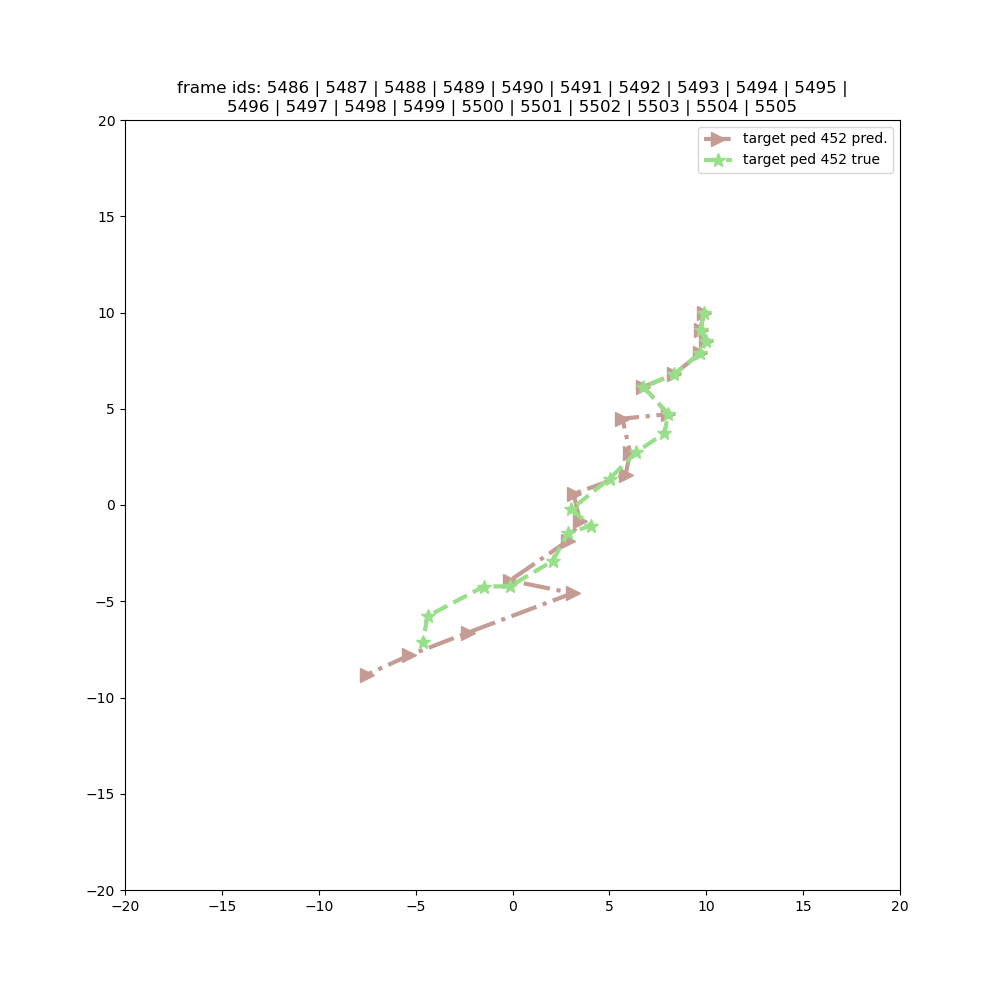 frame ids: 5486 | 5487 | 5488 | 5489 | 5490 | 5491 | 5492 | 5493 | 5494 | 5495 |
5496 | 5497 | 5498 | 5499 | 5500 | 5501 | 5502 | 5503 | 5504 | 5505
target ped 452 pred.
target ped 452 true
20
15
10
5
0
−5
−10
−15
−20
−20 −15 −10 −5 0 5 10 15 20